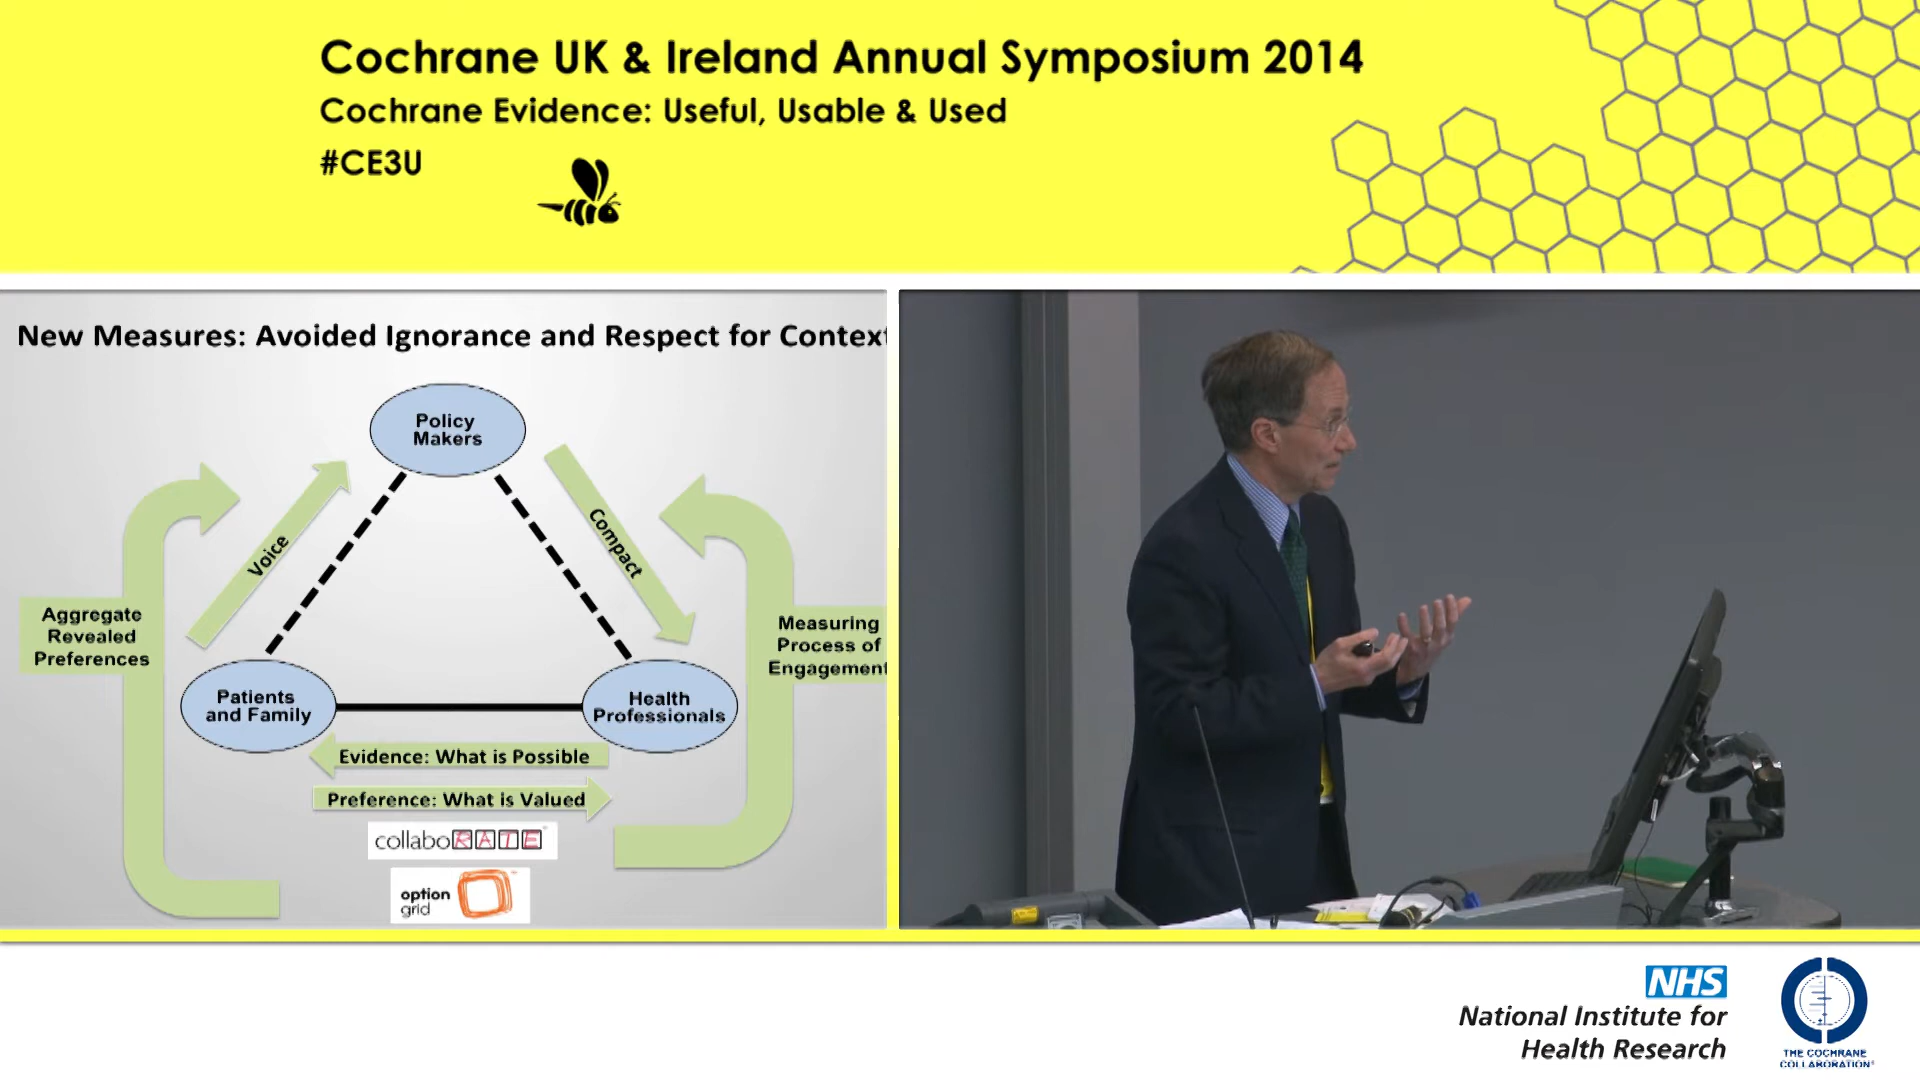 Cochrane UK & Ireland Annual Symposium 2014
Cochrane Evidence: Useful, Usable & Used
#CE3U
New Measures: Avoided Ignorance and Respect for Context
Policy
Makers
Voice
Compact
Aggregate
Revealed
Preferences
Measuring
Process of
Engagement
Patients
and Family
Health
Professionals
Evidence: What is Possible
Preference: What is Valued
collaboRATE
option
grid
NHS
National Institute for
Health Research
THE COCHRANE
COLLABORATION®